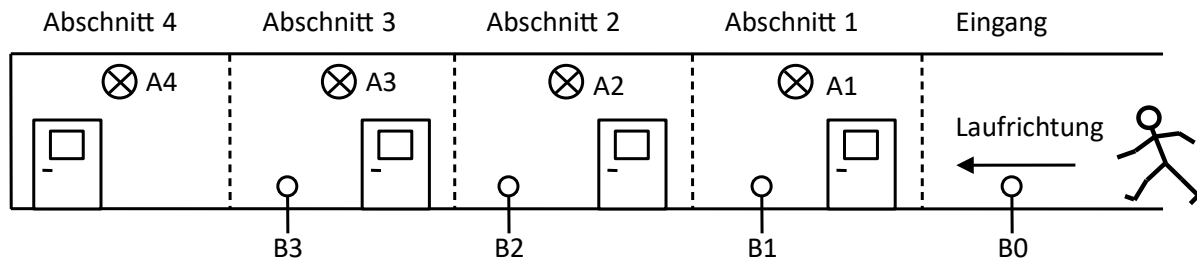 Abschnitt 4 Abschnitt 3 Abschnitt 2 Abschnitt 1 Eingang
A4 A3 A2 A1
Laufrichtung
B3 B2 B1 B0